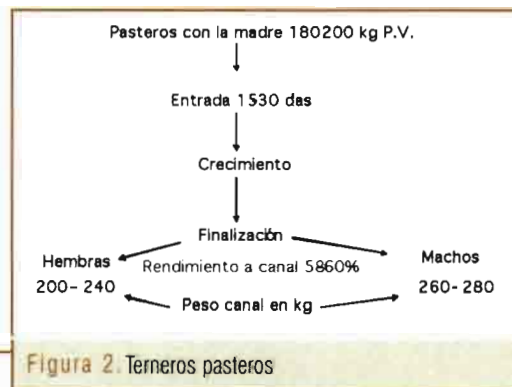 Pasteros con la madre 180200 kg P.V.
Entrada 1530 das
Crecimiento
Finalización
Hembras
200-240
Rendimiento a canal 5860%
Machos
260-280
Peso canal en kg
Figura 2. Terneros pasteros